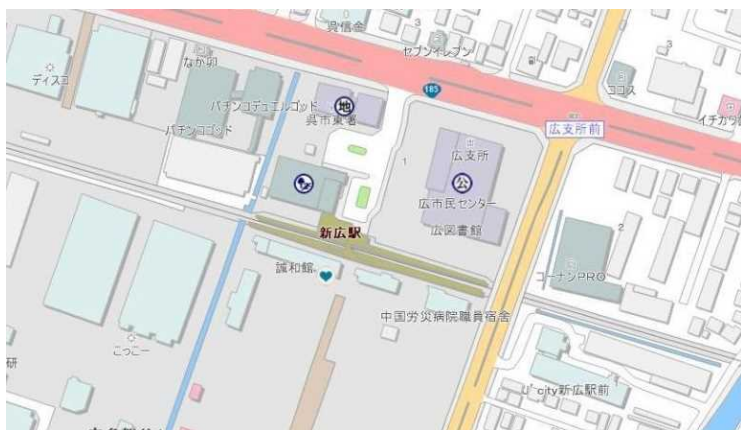 呉信金
3
セブンイレブン
3
ディスコ
なか卯
ココス
185
パチンコデュエルゴッド
地
呉市東署
イチカワ
広支所前
パチンコゴッド
1
広支所
公
広市民センター
新広駅
広図書館
2
誠和館
コーナンPRO
中国労災病院職員宿舎
こっこー
研
U'city新広駅前